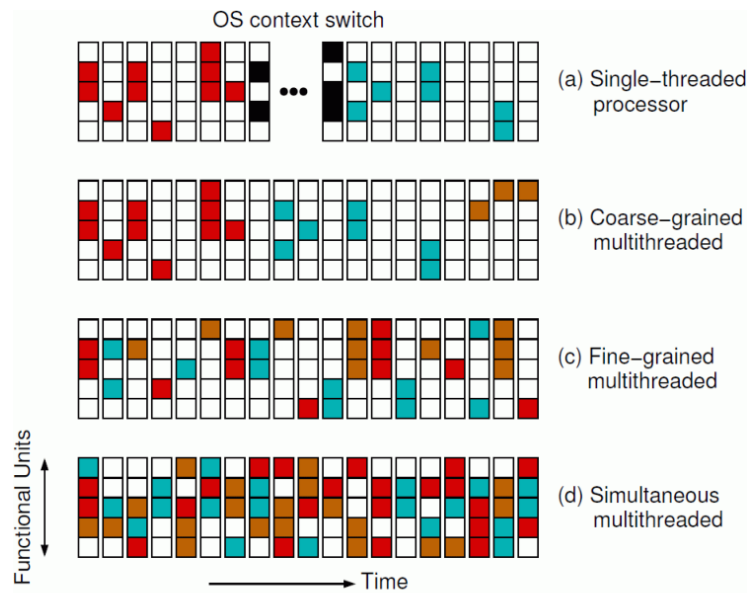 OS context switch
(a) Single−threaded
processor
(b) Coarse−grained
multithreaded
(c) Fine−grained
multithreaded
(d) Simultaneous
multithreaded
Functional Units
Time